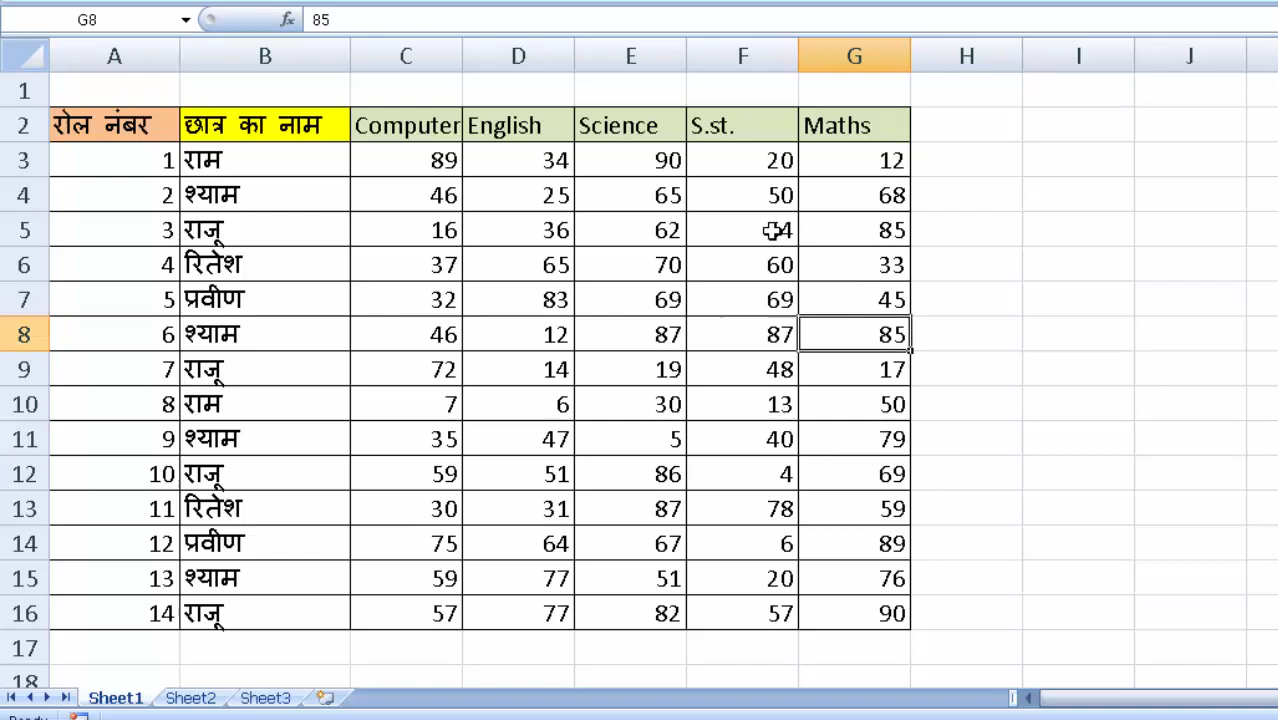 G8 fx 85
A B C D E F G H I J
1
2 रोल नंबर छात्र का नाम Computer English Science S.st. Maths
3 1 राम 89 34 90 20 12
4 2 श्याम 46 25 65 50 68
5 3 राजू 16 36 62 4 85
6 4 रितेश 37 65 70 60 33
7 5 प्रवीण 32 83 69 69 45
8 6 श्याम 46 12 87 87 85
9 7 राजू 72 14 19 48 17
10 8 राम 7 6 30 13 50
11 9 श्याम 35 47 5 40 79
12 10 राजू 59 51 86 4 69
13 11 रितेश 30 31 87 78 59
14 12 प्रवीण 75 64 67 6 89
15 13 श्याम 59 77 51 20 76
16 14 राजू 57 77 82 57 90
17
18
Sheet1 Sheet2 Sheet3
Ready